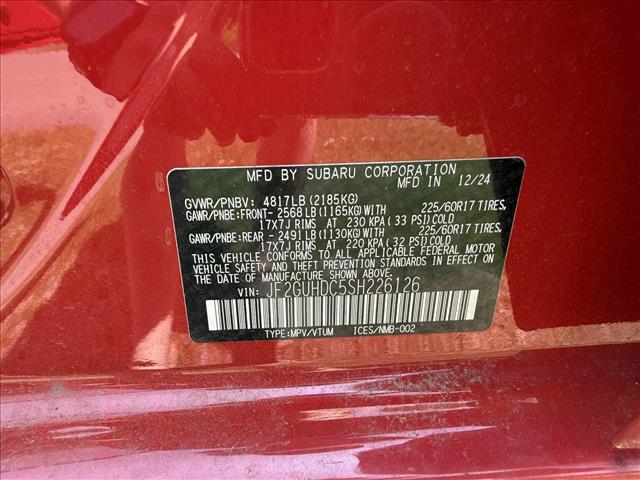 MFD BY SUBARU CORPORATION
MFD IN 12/24
GVWR/PNBV: 4817LB (2185KG)
GAWR/PNBE:FRONT- 2568 LB (1165KG) WITH 225/60R17 TIRES,
17X7J RIMS AT 230 KPA ( 33 PSI) COLD
GAWR/PNBE:REAR - 2491 LB (1130KG) WITH 225/60R17 TIRES,
17X7J RIMS AT 220 KPA ( 32 PSI) COLD
THIS VEHICLE CONFORMS TO ALL APPLICABLE FEDERAL MOTOR
VEHICLE SAFETY AND BUMPER STANDARDS IN EFFECT ON
THE DATE OF MANUFACTURE SHOWN ABOVE.
VIN: JF2GUHDC5SH226126
TYPE:MPV/VTUM ICES/NMB-002